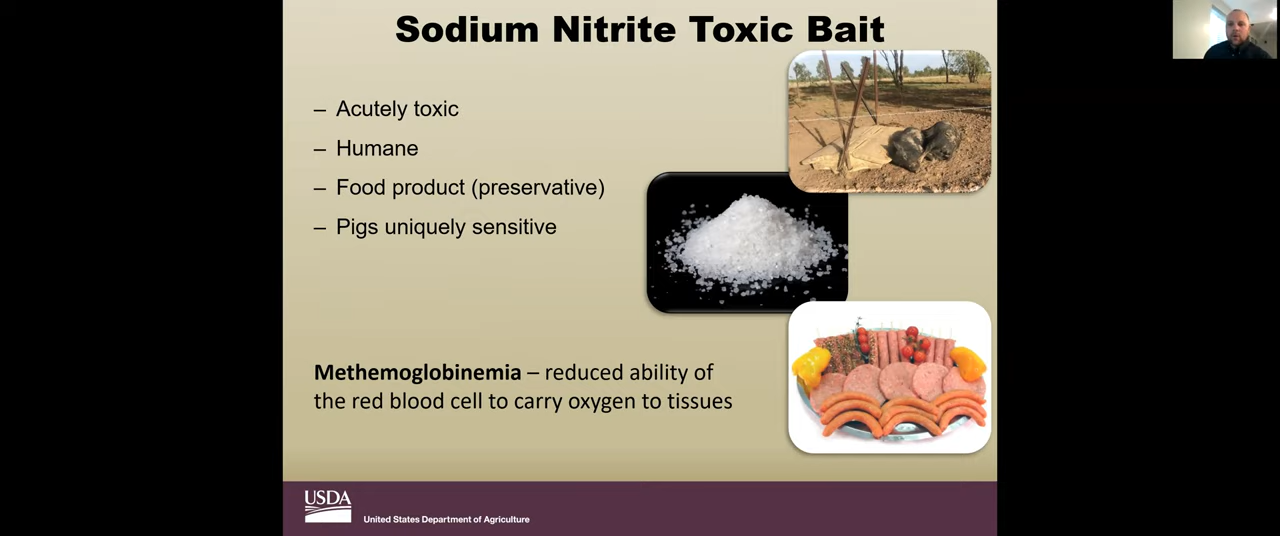 Sodium Nitrite Toxic Bait
– Acutely toxic
– Humane
– Food product (preservative)
– Pigs uniquely sensitive
Methemoglobinemia – reduced ability of
the red blood cell to carry oxygen to tissues
USDA
United States Department of Agriculture